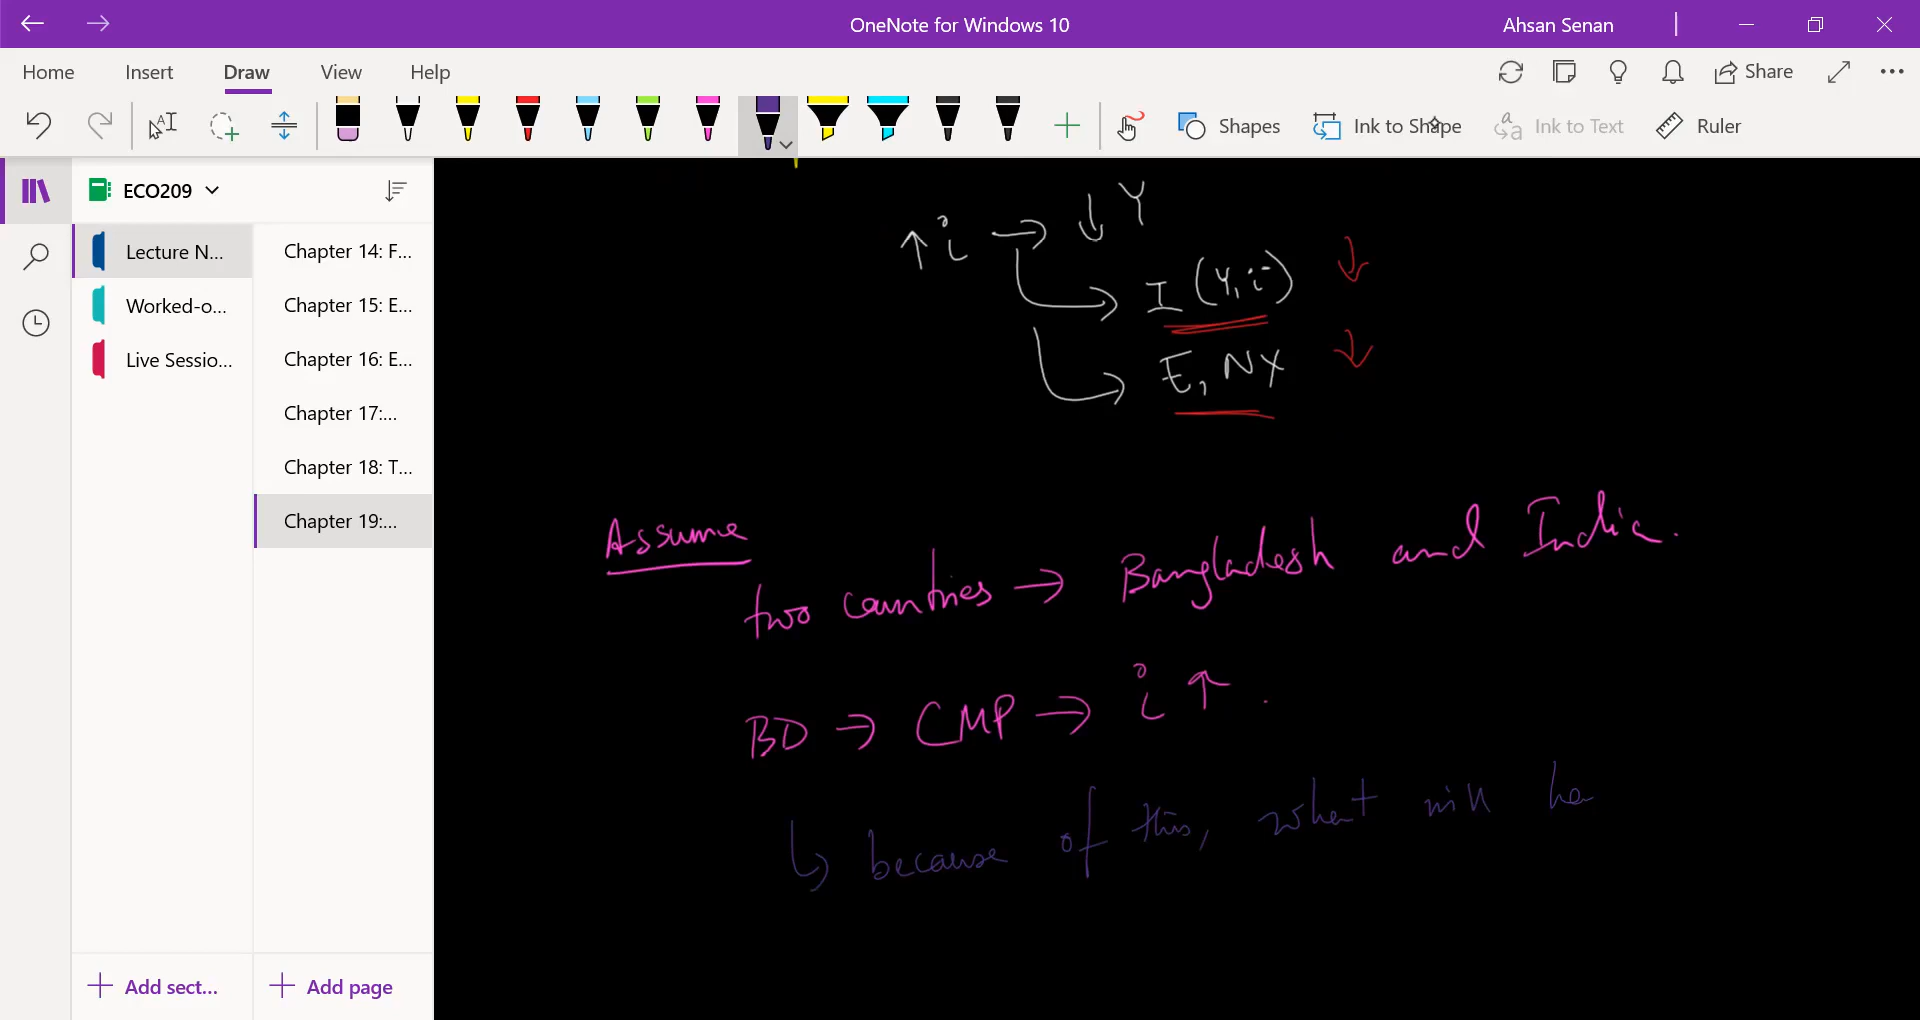 OneNote for Windows 10
Ahsan Senan
Home Insert Draw View Help
Share
Shapes Ink to Shape Ink to Text Ruler
ECO209
Lecture N...
Worked-o...
Live Sessio...
Chapter 14: F...
Chapter 15: E...
Chapter 16: E...
Chapter 17:...
Chapter 18: T...
Chapter 19:...
Add sect...
Add page
↑ i → ↓ Y
I (Y, i) ↓
E, NX ↓
Assume
two countries → Bangladesh and India.
BD → CMP → i ↑ .
↳ because of this, what will ha